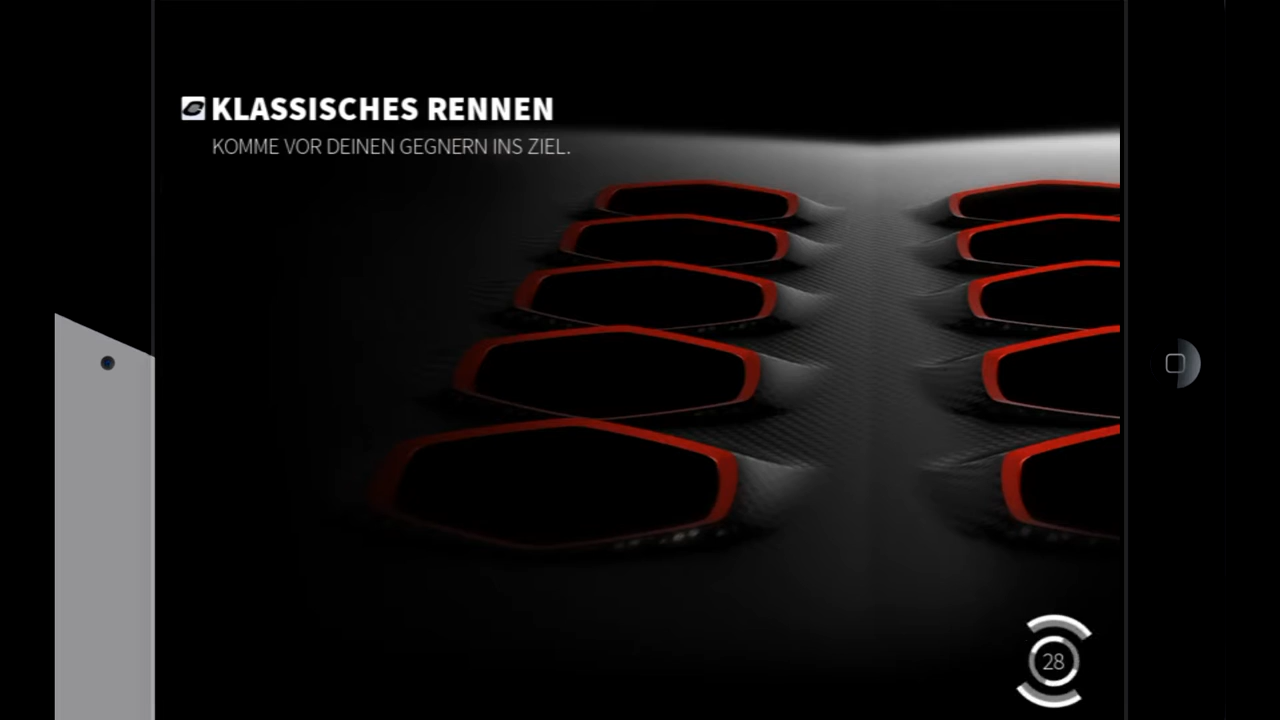 KLASSISCHES RENNEN
KOMME VOR DEINEN GEGNERN INS ZIEL.
28